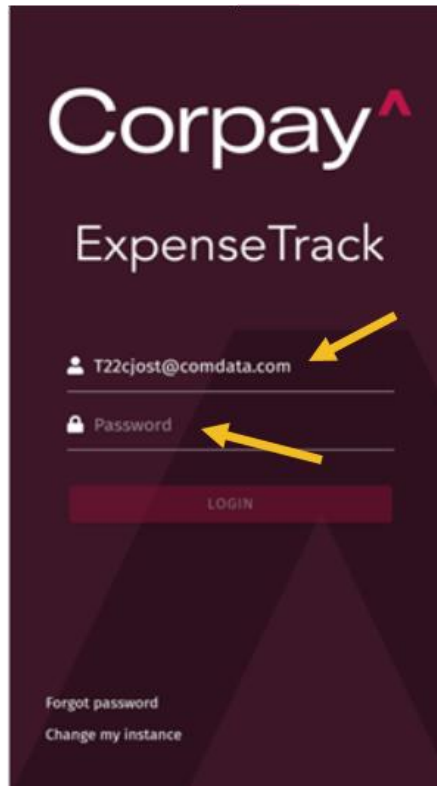 Corpay^
ExpenseTrack
T22cjost@comdata.com
Password
LOGIN
Forgot password
Change my instance